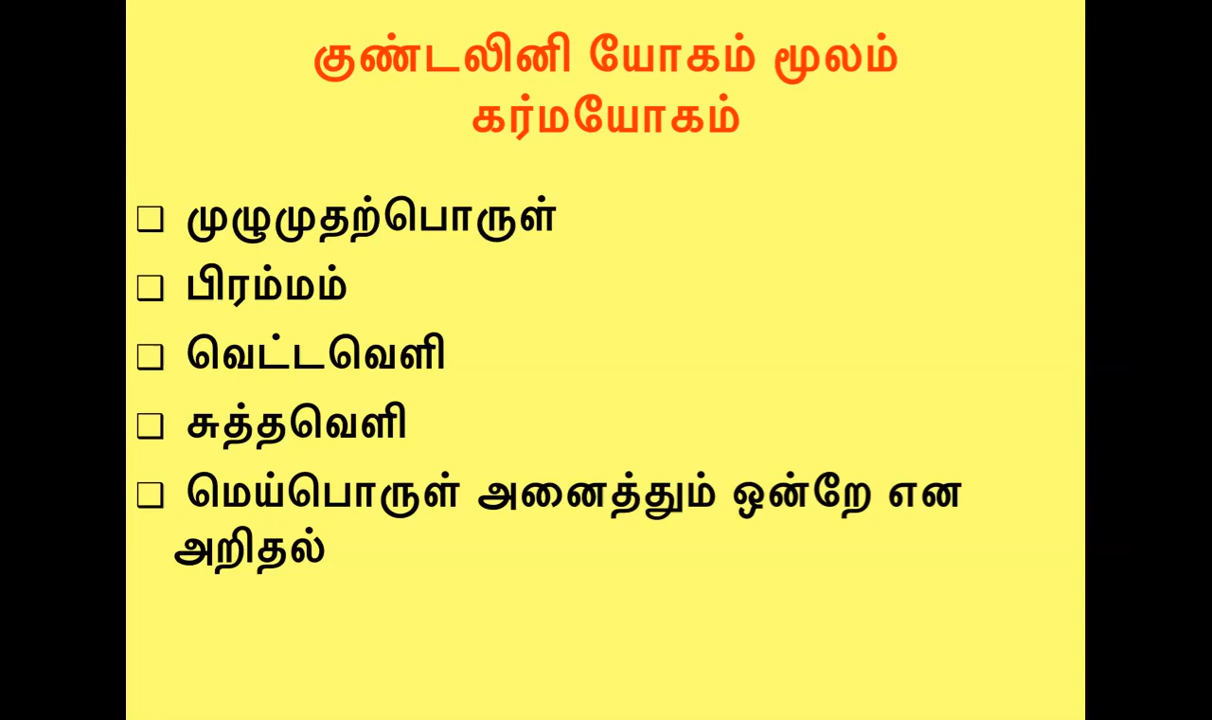 குண்டலினி யோகம் மூலம்
கர்மயோகம்
❑ முழுமுதற்பொருள்
❑ பிரம்மம்
❑ வெட்டவெளி
❑ சுத்தவெளி
❑ மெய்பொருள் அனைத்தும் ஒன்றே என
அறிதல்